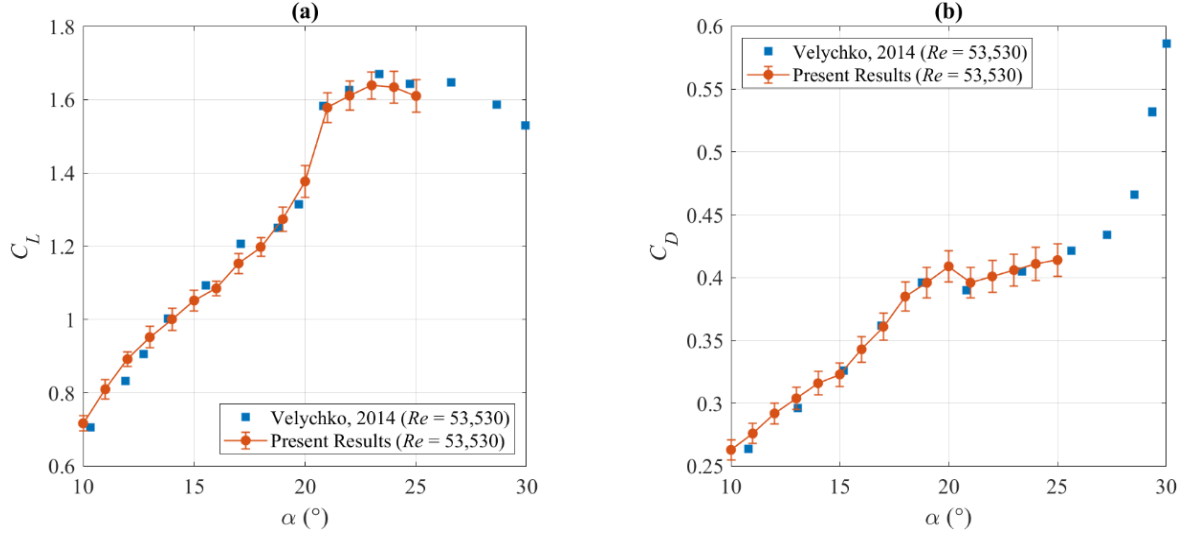 (a)
1.8
1.6
1.4
1.2
1
0.8
0.6
C_L
10
15
20
25
30
α (°)
Velychko, 2014 (Re = 53,530)
Present Results (Re = 53,530)
(b)
0.6
0.55
0.5
0.45
0.4
0.35
0.3
0.25
C_D
10
15
20
25
30
α (°)
Velychko, 2014 (Re = 53,530)
Present Results (Re = 53,530)